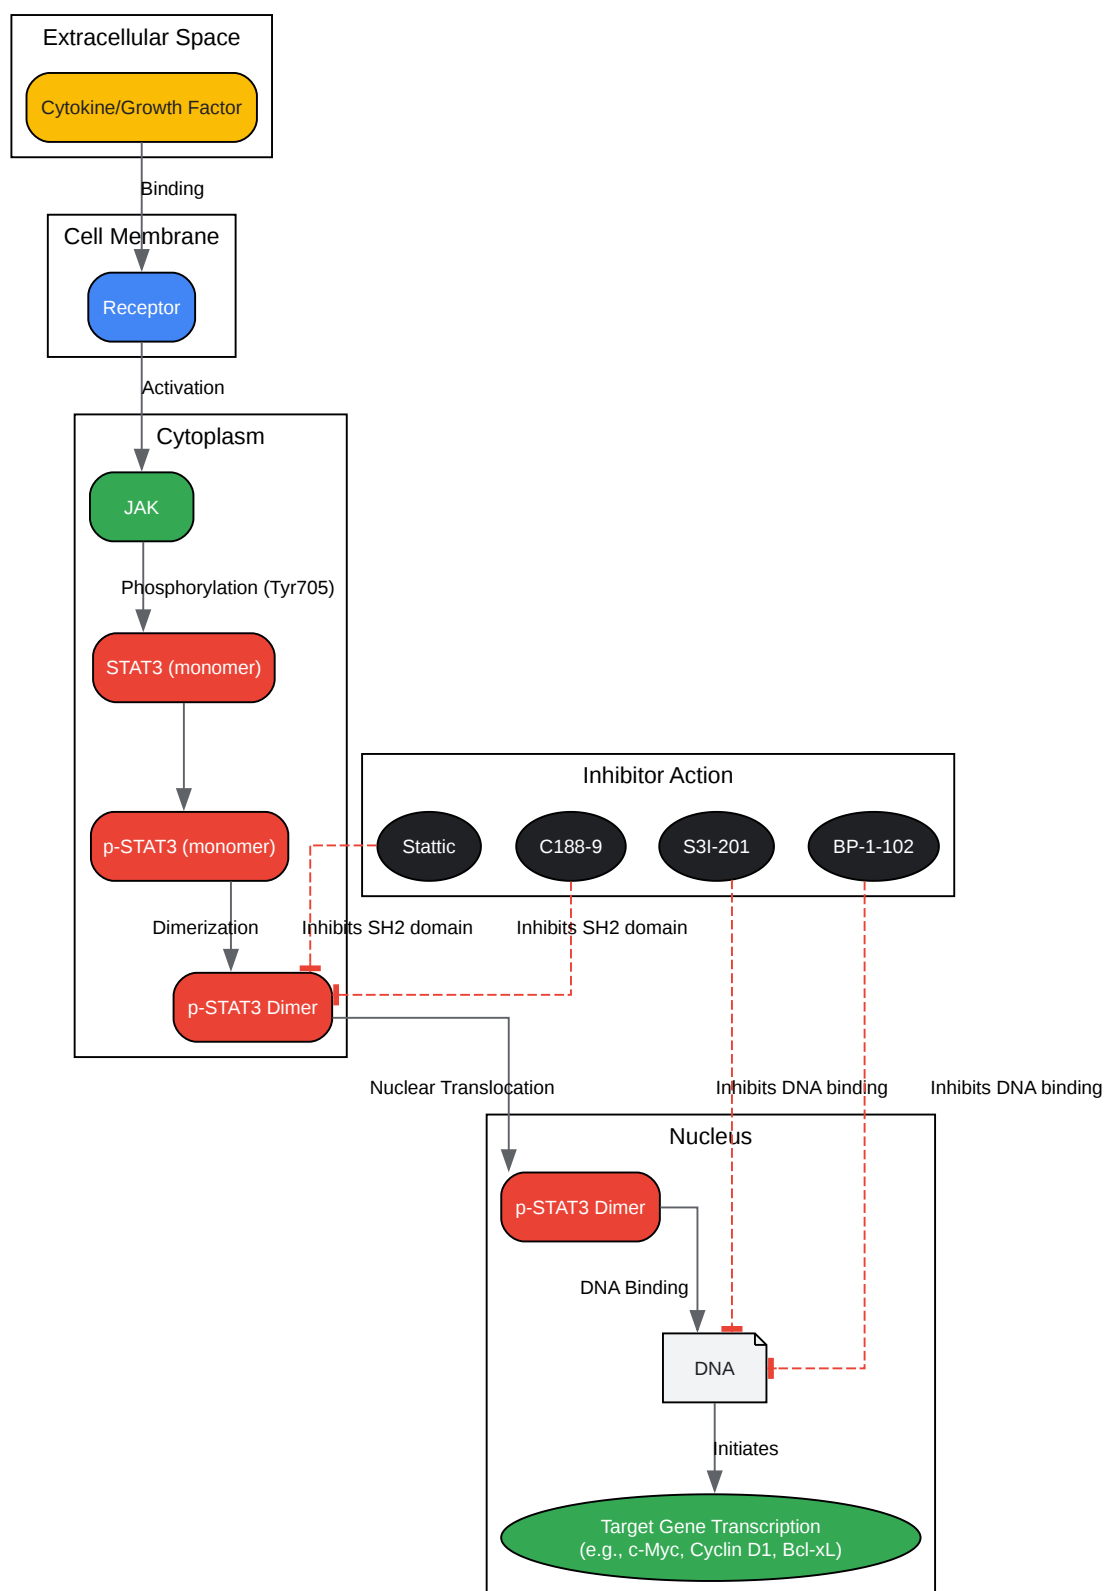 Extracellular Space
Cytokine/Growth Factor
Binding
Cell Membrane
Receptor
Activation
Cytoplasm
JAK
Phosphorylation (Tyr705)
STAT3 (monomer)
Inhibitor Action
p-STAT3 (monomer)
Stattic
C188-9
S3I-201
BP-1-102
Dimerization
Inhibits SH2 domain
Inhibits SH2 domain
p-STAT3 Dimer
Nuclear Translocation
Inhibits DNA binding
Inhibits DNA binding
Nucleus
p-STAT3 Dimer
DNA Binding
DNA
Initiates
Target Gene Transcription
(e.g., c-Myc, Cyclin D1, Bcl-xL)